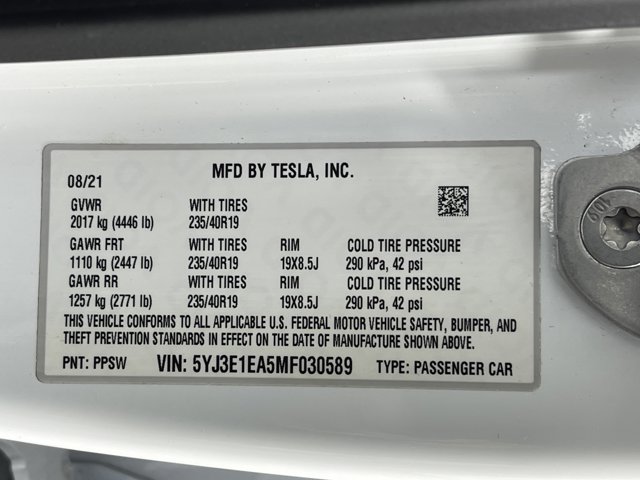 MFD BY TESLA, INC.
08/21
GVWR WITH TIRES
2017 kg (4446 lb) 235/40R19
GAWR FRT WITH TIRES RIM COLD TIRE PRESSURE
1110 kg (2447 lb) 235/40R19 19X8.5J 290 kPa, 42 psi
GAWR RR WITH TIRES RIM COLD TIRE PRESSURE
1257 kg (2771 lb) 235/40R19 19X8.5J 290 kPa, 42 psi
THIS VEHICLE CONFORMS TO ALL APPLICABLE U.S. FEDERAL MOTOR VEHICLE SAFETY, BUMPER, AND
THEFT PREVENTION STANDARDS IN EFFECT ON THE DATE OF MANUFACTURE SHOWN ABOVE.
PNT: PPSW VIN: 5YJ3E1EA5MF030589 TYPE: PASSENGER CAR